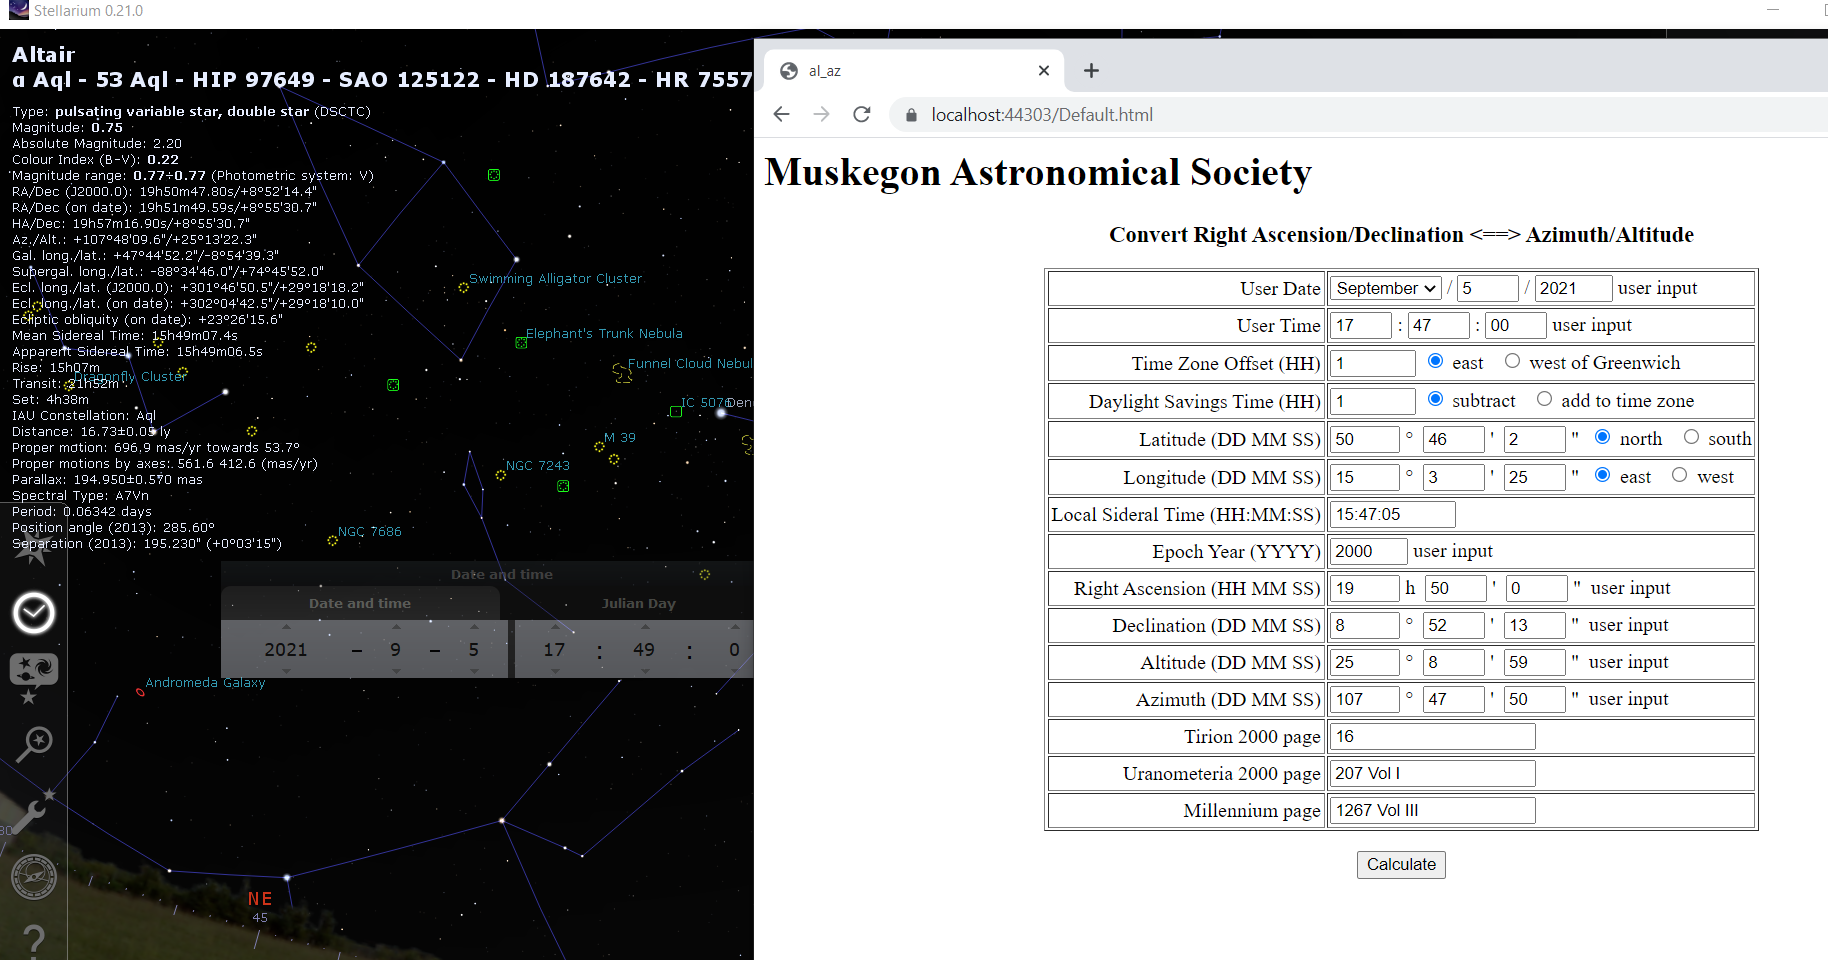 Stellarium 0.21.0
Altair
α Aql - 53 Aql - HIP 97649 - SAO 125122 - HD 187642 - HR 7557
Type: pulsating variable star, double star (DSCTC)
Magnitude: 0.75
Absolute Magnitude: 2.20
Colour Index (B-V): 0.22
Magnitude range: 0.77÷0.77 (Photometric system: V)
RA/Dec (J2000.0): 19h50m47.80s/+8°52'14.4"
RA/Dec (on date): 19h51m49.59s/+8°55'30.7"
HA/Dec: 19h57m16.90s/+8°55'30.7"
Az./Alt.: +107°48'09.6"/+25°13'22.3"
Gal. long./lat.: +47°44'52.2"/-8°54'39.3"
Supergal. long./lat.: -88°34'46.0"/+74°45'52.0"
Ecl. long./lat. (J2000.0): +301°46'50.5"/+29°18'18.2"
Ecl. long./lat. (on date): +302°04'42.5"/+29°18'10.0"
Ecliptic obliquity (on date): +23°26'15.6"
Mean Sidereal Time: 15h49m07.4s
Apparent Sidereal Time: 15h49m06.5s
Rise: 15h07m
Transit: 21h52m
Set: 4h38m
IAU Constellation: Aql
Distance: 16.73±0.05 ly
Proper motion: 696.9 mas/yr towards 53.7°
Proper motions by axes: 561.6 412.6 (mas/yr)
Parallax: 194.950±0.570 mas
Spectral Type: A7Vn
Period: 0.06342 days
Position angle (2013): 285.60°
Separation (2013): 195.230" (+0°03'15")
Swimming Alligator Cluster
Elephant's Trunk Nebula
Funnel Cloud Nebul
Dragonfly Cluster
IC 5076
Den
M 39
NGC 7243
NGC 7686
Date and time
Date and time Julian Day
2021 - 9 - 5 17 : 49 : 0
Andromeda Galaxy
NE
45
al_az
localhost:44303/Default.html
Muskegon Astronomical Society
Convert Right Ascension/Declination <==> Azimuth/Altitude
User Date September / 5 / 2021 user input
User Time 17 : 47 : 00 user input
Time Zone Offset (HH) 1 east west of Greenwich
Daylight Savings Time (HH) 1 subtract add to time zone
Latitude (DD MM SS) 50 ° 46 ' 2 " north south
Longitude (DD MM SS) 15 ° 3 ' 25 " east west
Local Sideral Time (HH:MM:SS) 15:47:05
Epoch Year (YYYY) 2000 user input
Right Ascension (HH MM SS) 19 h 50 ' 0 " user input
Declination (DD MM SS) 8 ° 52 ' 13 " user input
Altitude (DD MM SS) 25 ° 8 ' 59 " user input
Azimuth (DD MM SS) 107 ° 47 ' 50 " user input
Tirion 2000 page 16
Uranometeria 2000 page 207 Vol I
Millennium page 1267 Vol III
Calculate